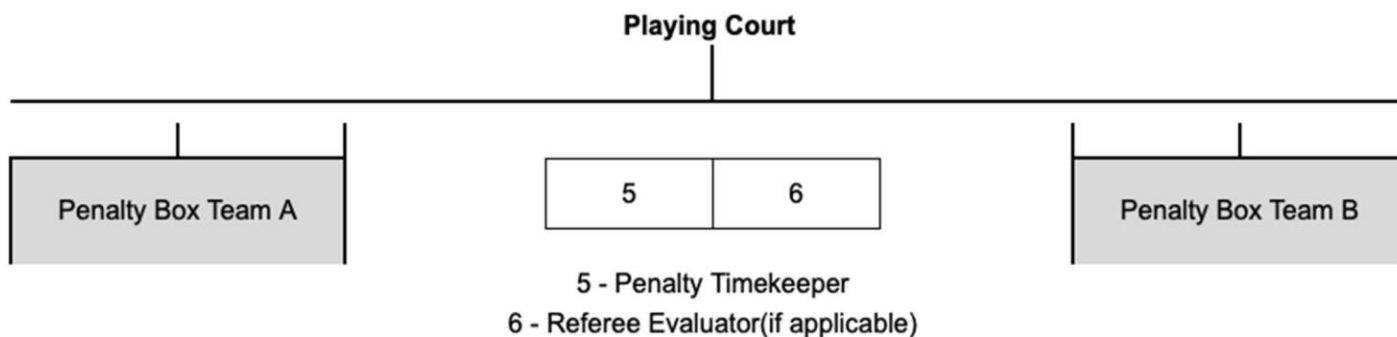 Playing Court
Penalty Box Team A
5
6
Penalty Box Team B
5 - Penalty Timekeeper
6 - Referee Evaluator(if applicable)